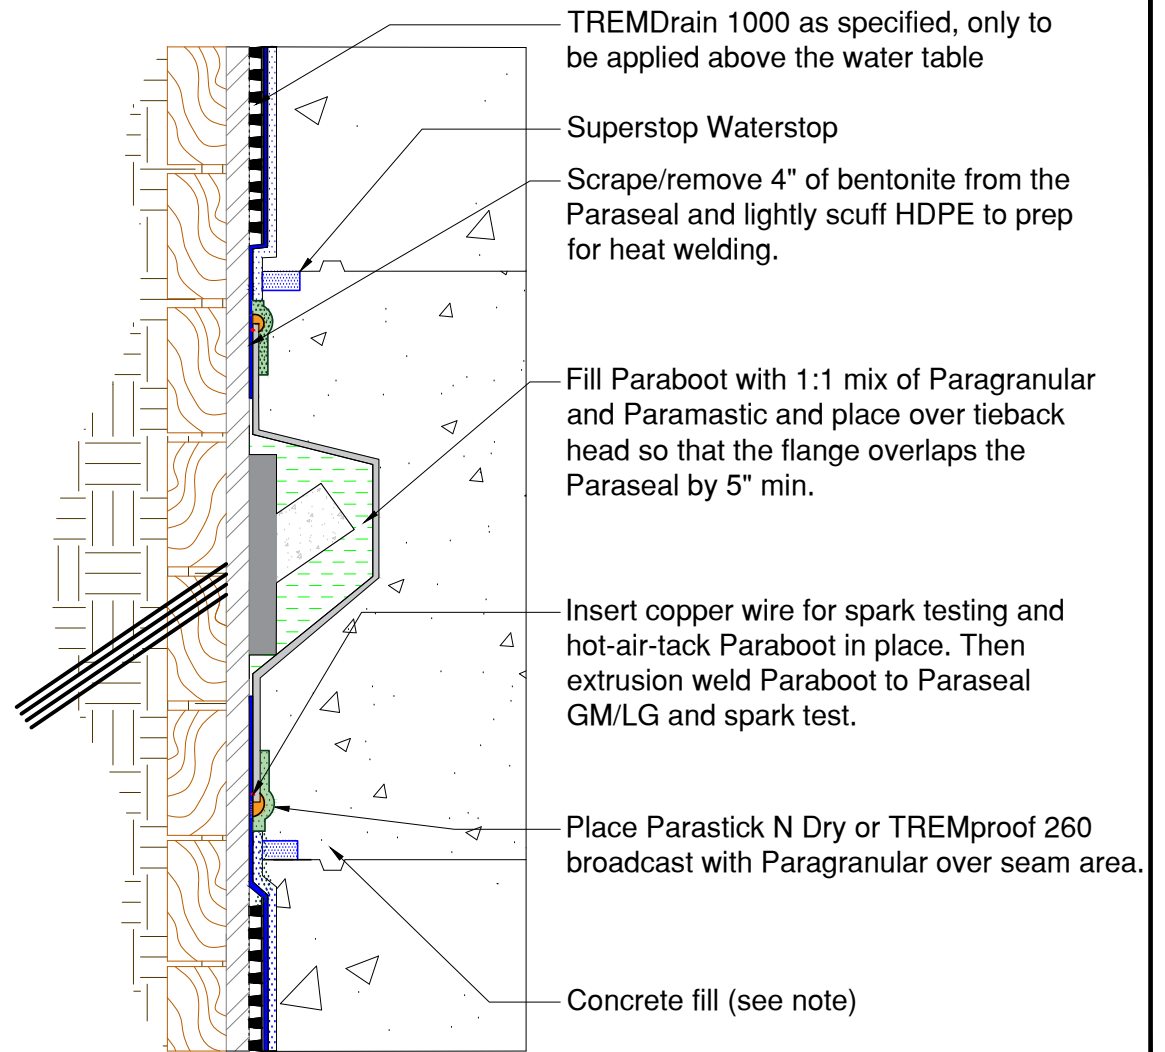 TREMDrain 1000 as specified, only to
be applied above the water table
Superstop Waterstop
Scrape/remove 4" of bentonite from the
Paraseal and lightly scuff HDPE to prep
for heat welding.
Fill Paraboot with 1:1 mix of Paragranular
and Paramastic and place over tieback
head so that the flange overlaps the
Paraseal by 5" min.
Insert copper wire for spark testing and
hot-air-tack Paraboot in place. Then
extrusion weld Paraboot to Paraseal
GM/LG and spark test.
Place Parastick N Dry or TREMproof 260
broadcast with Paragranular over seam area.
Concrete fill (see note)